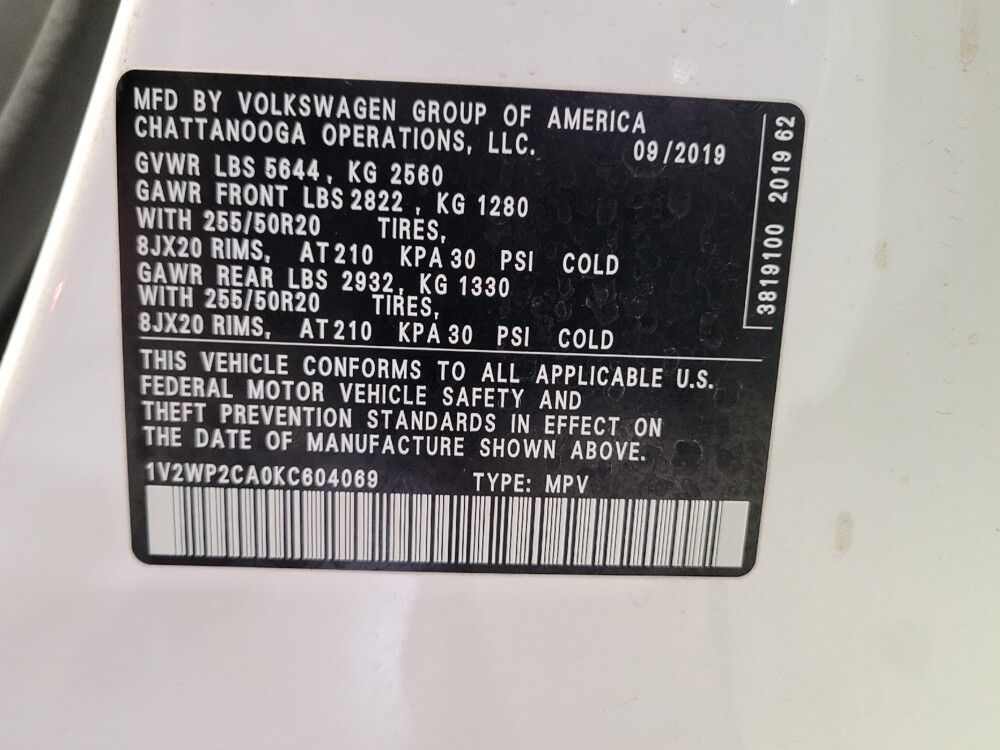 MFD BY VOLKSWAGEN GROUP OF AMERICA
CHATTANOOGA OPERATIONS, LLC.
09/2019
GVWR LBS 5644, KG 2560
GAWR FRONT LBS 2822, KG 1280
WITH 255/50R20 TIRES,
8JX20 RIMS, AT 210 KPA 30 PSI COLD
GAWR REAR LBS 2932, KG 1330
WITH 255/50R20 TIRES,
8JX20 RIMS, AT 210 KPA 30 PSI COLD
THIS VEHICLE CONFORMS TO ALL APPLICABLE U.S.
FEDERAL MOTOR VEHICLE SAFETY AND
THEFT PREVENTION STANDARDS IN EFFECT ON
THE DATE OF MANUFACTURE SHOWN ABOVE.
1V2WP2CA0KC604069 TYPE: MPV
3819100 2019 62